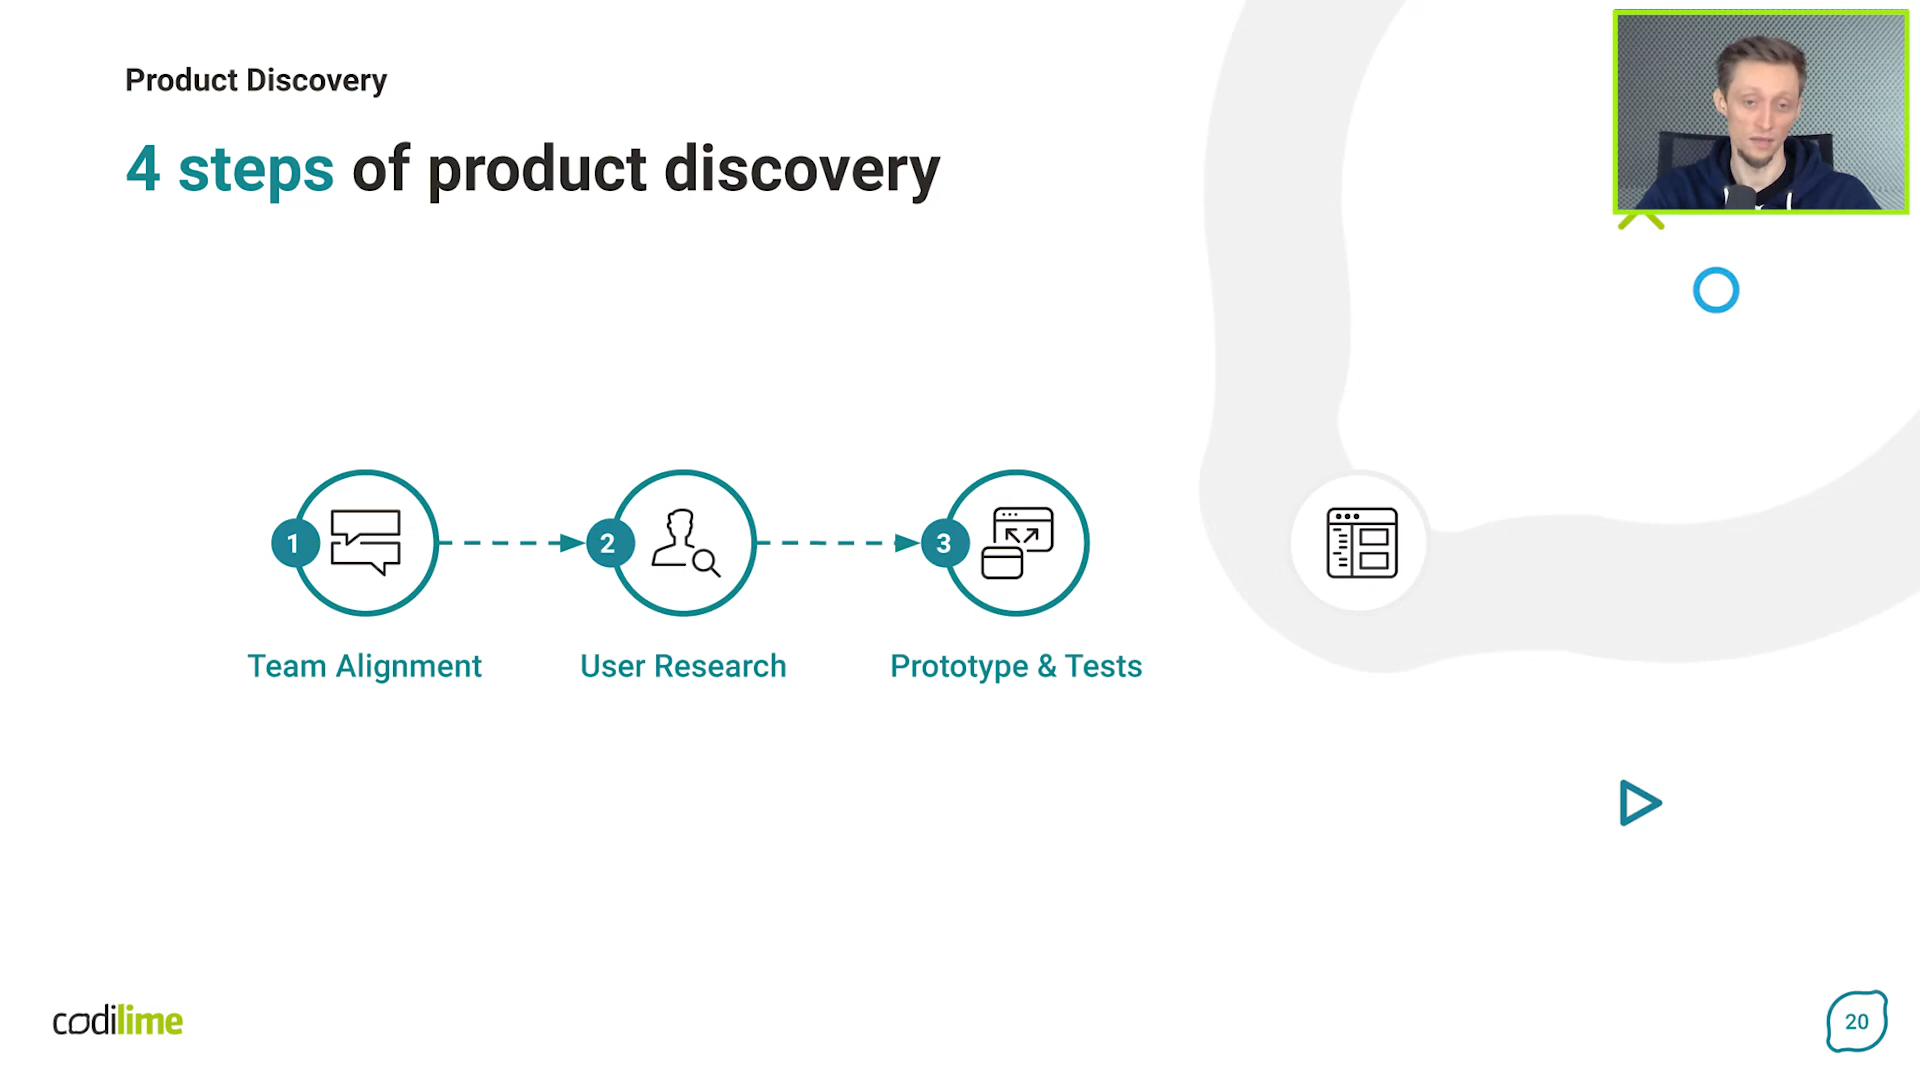 Product Discovery
4 steps of product discovery
1
2
3
Team Alignment
User Research
Prototype & Tests
codilime
20